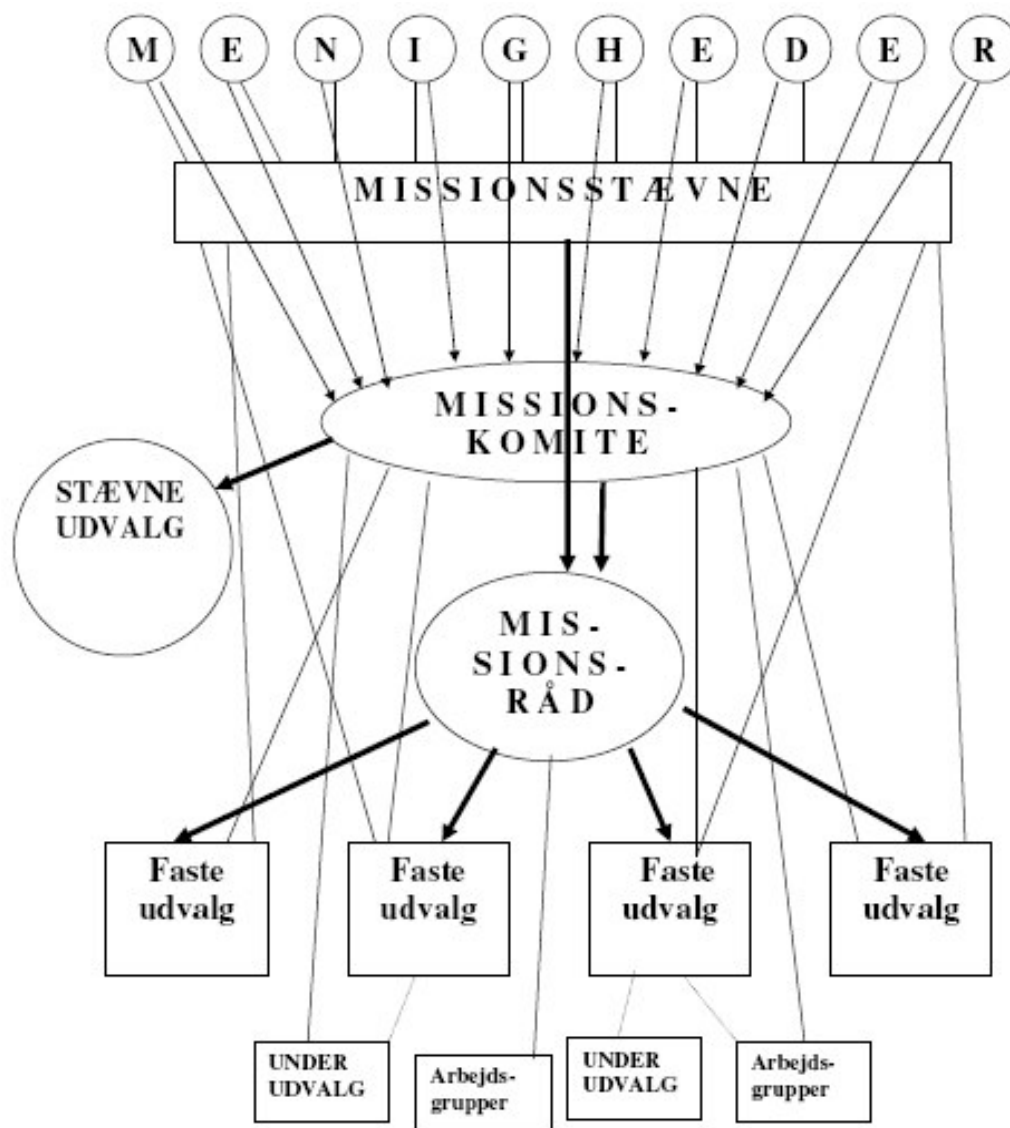 M E N I G H E D E R
MISSIONSSTÆVNE
MISSIONS-
KOMITE
STÆVNE
UDVALG
MIS-
SIONS-
RÅD
Faste
udvalg
Faste
udvalg
Faste
udvalg
Faste
udvalg
UNDER
UDVALG
Arbejds-
grupper
UNDER
UDVALG
Arbejds-
grupper